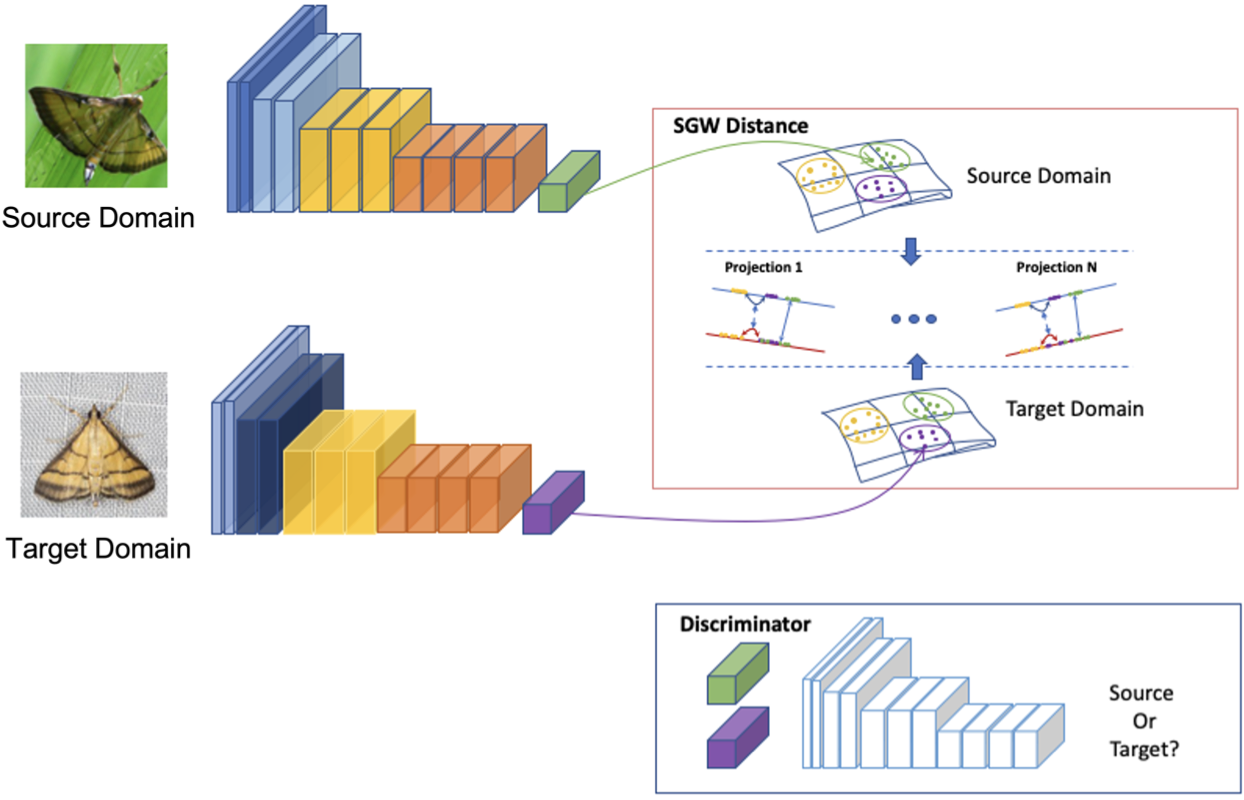 Source Domain
SGW Distance
Source Domain
Projection 1
Projection N
Target Domain
Target Domain
Discriminator
Source
Or
Target?